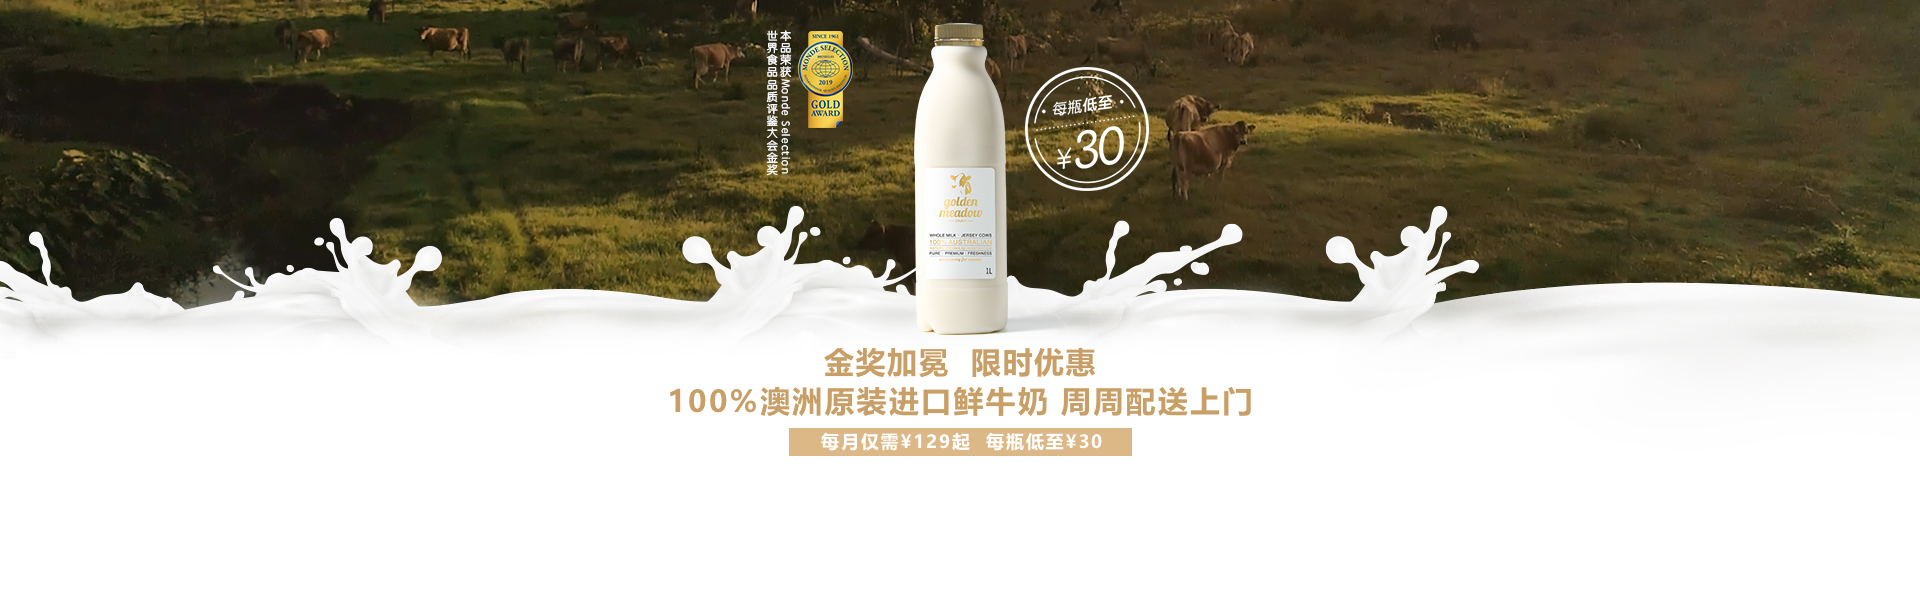 本品荣获Monde Selection
世界食品品质评鉴大会金奖
SINCE 1961
MONDE SELECTION
2019
GOLD
AWARD
每瓶低至
¥30
golden
meadow
WHOLE MILK · JERSEY COWS
100% AUSTRALIAN
PURE · PREMIUM · FRESHNESS
1L
金奖加冕 限时优惠
100%澳洲原装进口鲜牛奶 周周配送上门
每月仅需¥129起 每瓶低至¥30